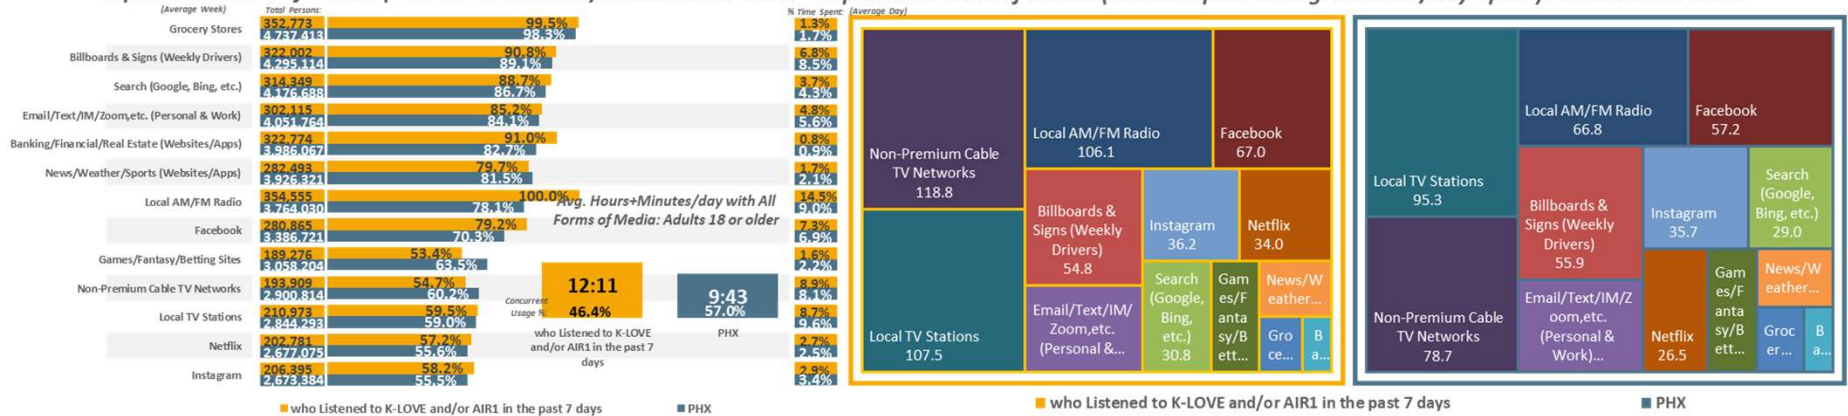 (Average Week) Total Persons: % Time Spent: (Average Day)
Grocery Stores 352,773 99.5% 1.3%
4,737,413 98.3% 1.7%
Billboards & Signs (Weekly Drivers) 322,002 90.8% 6.8%
4,295,114 89.1% 8.5%
Search (Google, Bing, etc.) 314,349 88.7% 3.7%
4,176,688 86.7% 4.3%
Email/Text/IM/Zoom,etc. (Personal & Work) 302,115 85.2% 4.8%
4,051,764 84.1% 5.6%
Banking/Financial/Real Estate (Websites/Apps) 322,774 91.0% 0.8%
3,986,067 82.7% 0.9%
News/Weather/Sports (Websites/Apps) 282,493 79.7% 1.7%
3,926,321 81.5% 2.1%
Local AM/FM Radio 354,555 100.0% 14.5%
3,764,030 78.1% 9.0%
Facebook 280,865 79.2% 7.3%
3,386,721 70.3% 6.9%
Games/Fantasy/Betting Sites 189,276 53.4% 1.6%
3,058,204 63.5% 2.2%
Non-Premium Cable TV Networks 193,909 54.7% 8.9%
2,900,814 60.2% 8.1%
Local TV Stations 210,973 59.5% 8.7%
2,844,293 59.0% 9.6%
Netflix 202,781 57.2% 2.7%
2,677,075 55.6% 2.5%
Instagram 206,395 58.2% 2.9%
2,673,384 55.5% 3.4%
Avg. Hours+Minutes/day with All
Forms of Media: Adults 18 or older
12:11
9:43
Concurrent
Usage % 46.4% 57.0%
who Listened to K-LOVE
and/or AIR1 in the past 7
days
PHX
who Listened to K-LOVE and/or AIR1 in the past 7 days PHX
Non-Premium Cable
TV Networks
118.8
Local TV Stations
107.5
Local AM/FM Radio
106.1
Facebook
67.0
Billboards &
Signs (Weekly
Drivers)
54.8
Email/Text/IM/
Zoom,etc.
(Personal &...
Instagram
36.2
Netflix
34.0
Search
(Google,
Bing,
etc.)
30.8
Gam
es/F
anta
sy/B
ett...
News/W
eather...
Gro
ce...
B
a...
Local TV Stations
95.3
Non-Premium Cable
TV Networks
78.7
Local AM/FM Radio
66.8
Facebook
57.2
Billboards &
Signs (Weekly
Drivers)
55.9
Email/Text/IM/Z
oom,etc.
(Personal &
Work)...
Instagram
35.7
Search
(Google,
Bing, etc.)
29.0
Netflix
26.5
Gam
es/F
anta
sy/B
ett...
News/W
eather...
Groc
er...
B
a...
who Listened to K-LOVE and/or AIR1 in the past 7 days PHX